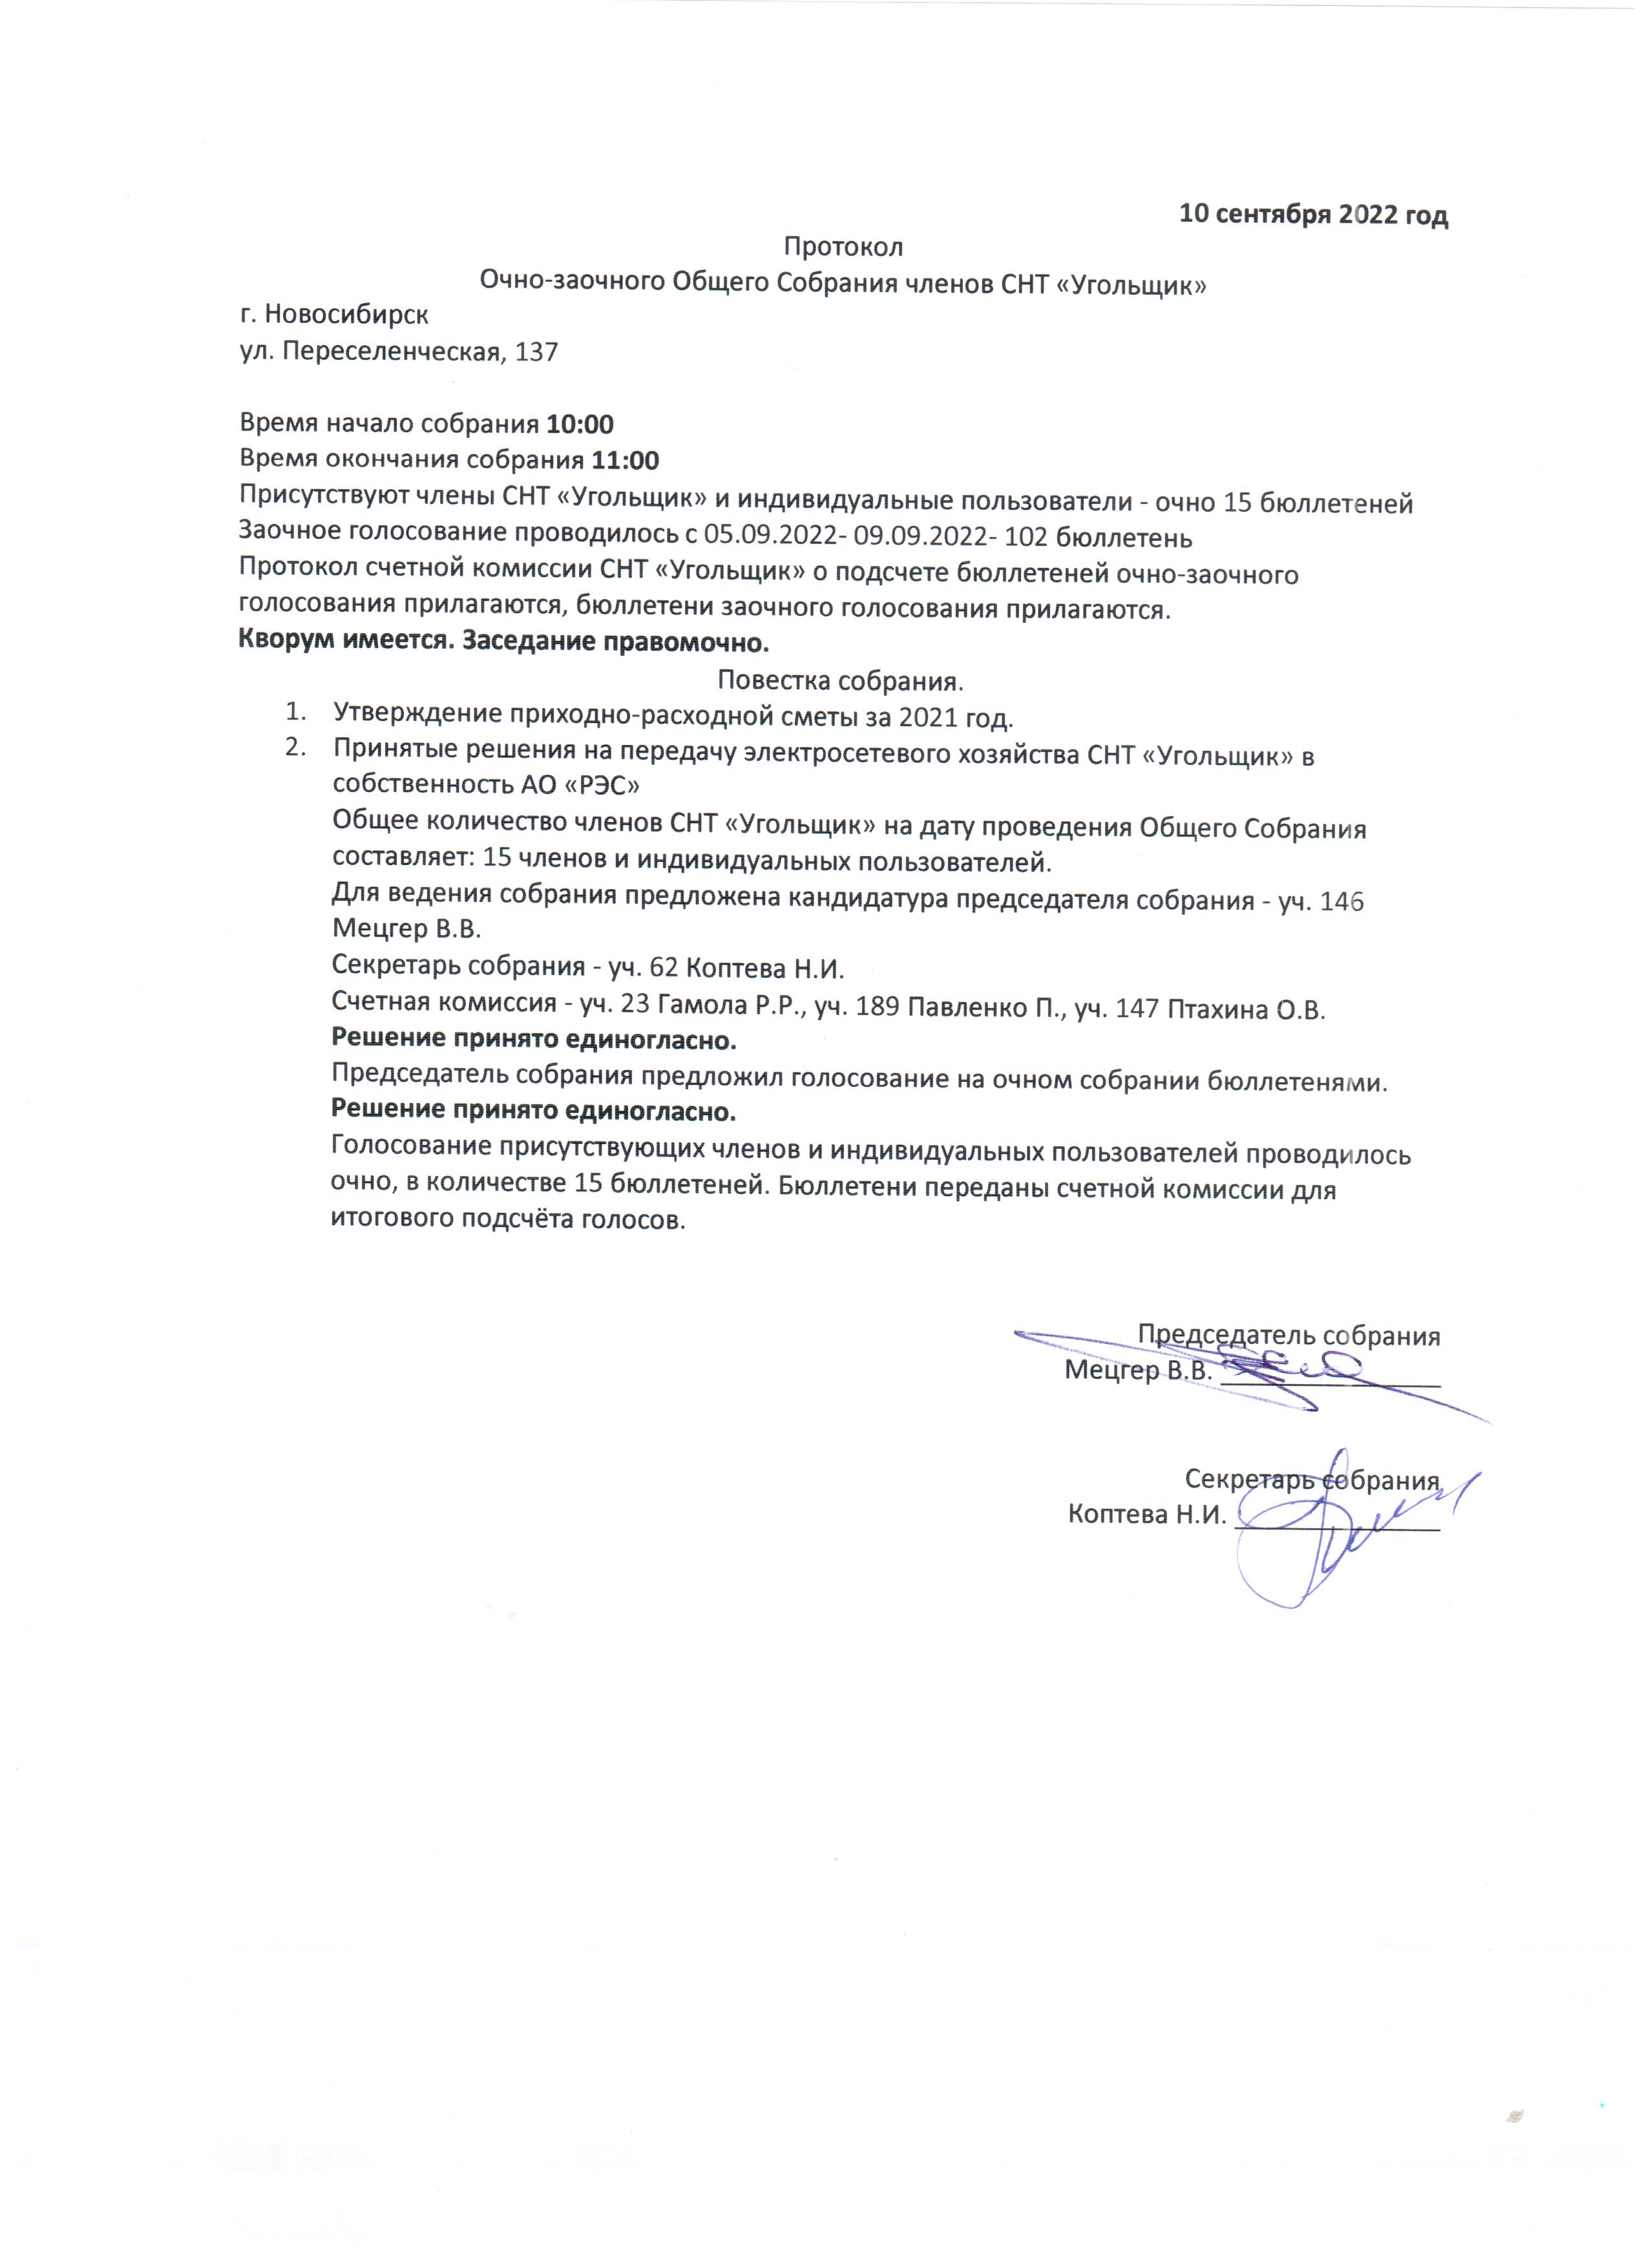 10 сентября 2022 год
Протокол
Очно-заочного Общего Собрания членов СНТ «Угольщик»
г. Новосибирск
ул. Переселенческая, 137
Время начало собрания 10:00
Время окончания собрания 11:00
Присутствуют члены СНТ «Угольщик» и индивидуальные пользователи - очно 15 бюллетеней
Заочное голосование проводилось с 05.09.2022- 09.09.2022- 102 бюллетень
Протокол счетной комиссии СНТ «Угольщик» о подсчете бюллетеней очно-заочного
голосования прилагаются, бюллетени заочного голосования прилагаются.
Кворум имеется. Заседание правомочно.
Повестка собрания.
1. Утверждение приходно-расходной сметы за 2021 год.
2. Принятые решения на передачу электросетевого хозяйства СНТ «Угольщик» в
собственность АО «РЭС»
Общее количество членов СНТ «Угольщик» на дату проведения Общего Собрания
составляет: 15 членов и индивидуальных пользователей.
Для ведения собрания предложена кандидатура председателя собрания - уч. 146
Мецгер В.В.
Секретарь собрания - уч. 62 Коптева Н.И.
Счетная комиссия - уч. 23 Гамола Р.Р., уч. 189 Павленко П., уч. 147 Птахина О.В.
Решение принято единогласно.
Председатель собрания предложил голосование на очном собрании бюллетенями.
Решение принято единогласно.
Голосование присутствующих членов и индивидуальных пользователей проводилось
очно, в количестве 15 бюллетеней. Бюллетени переданы счетной комиссии для
итогового подсчёта голосов.
Председатель собрания
Мецгер В.В.
Секретарь собрания
Коптева Н.И.